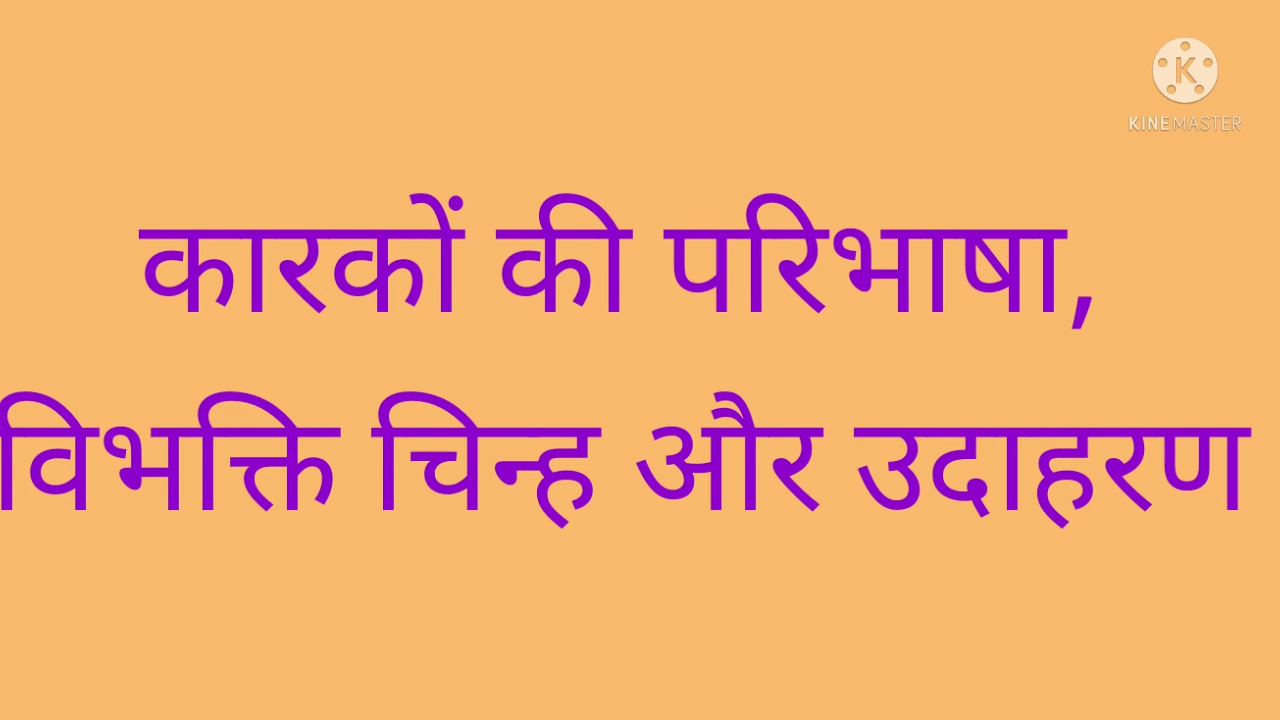 KINEMASTER
कारकों की परिभाषा,
विभक्ति चिन्ह और उदाहरण